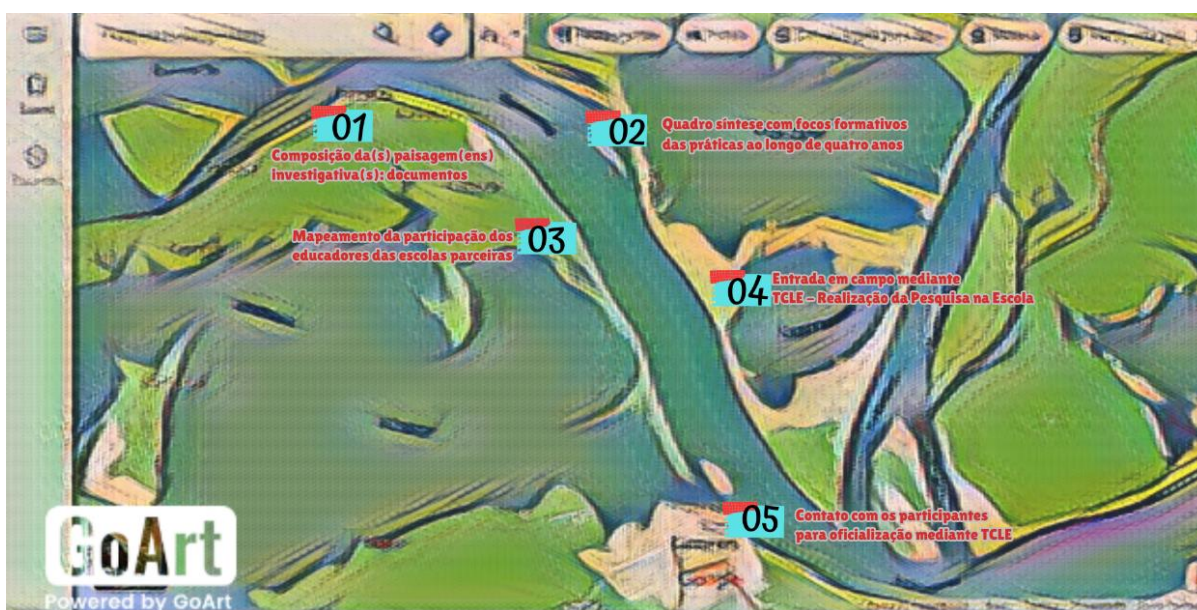 01
Composição da(s) paisagem(ens)
investigativa(s): documentos
02
Quadro síntese com focos formativos
das práticas ao longo de quatro anos
03
Mapeamento da participação dos
educadores das escolas parceiras
04
Entrada em campo mediante
TCLE – Realização da Pesquisa na Escola
05
Contato com os participantes
para oficialização mediante TCLE
GoArt
Powered by GoArt